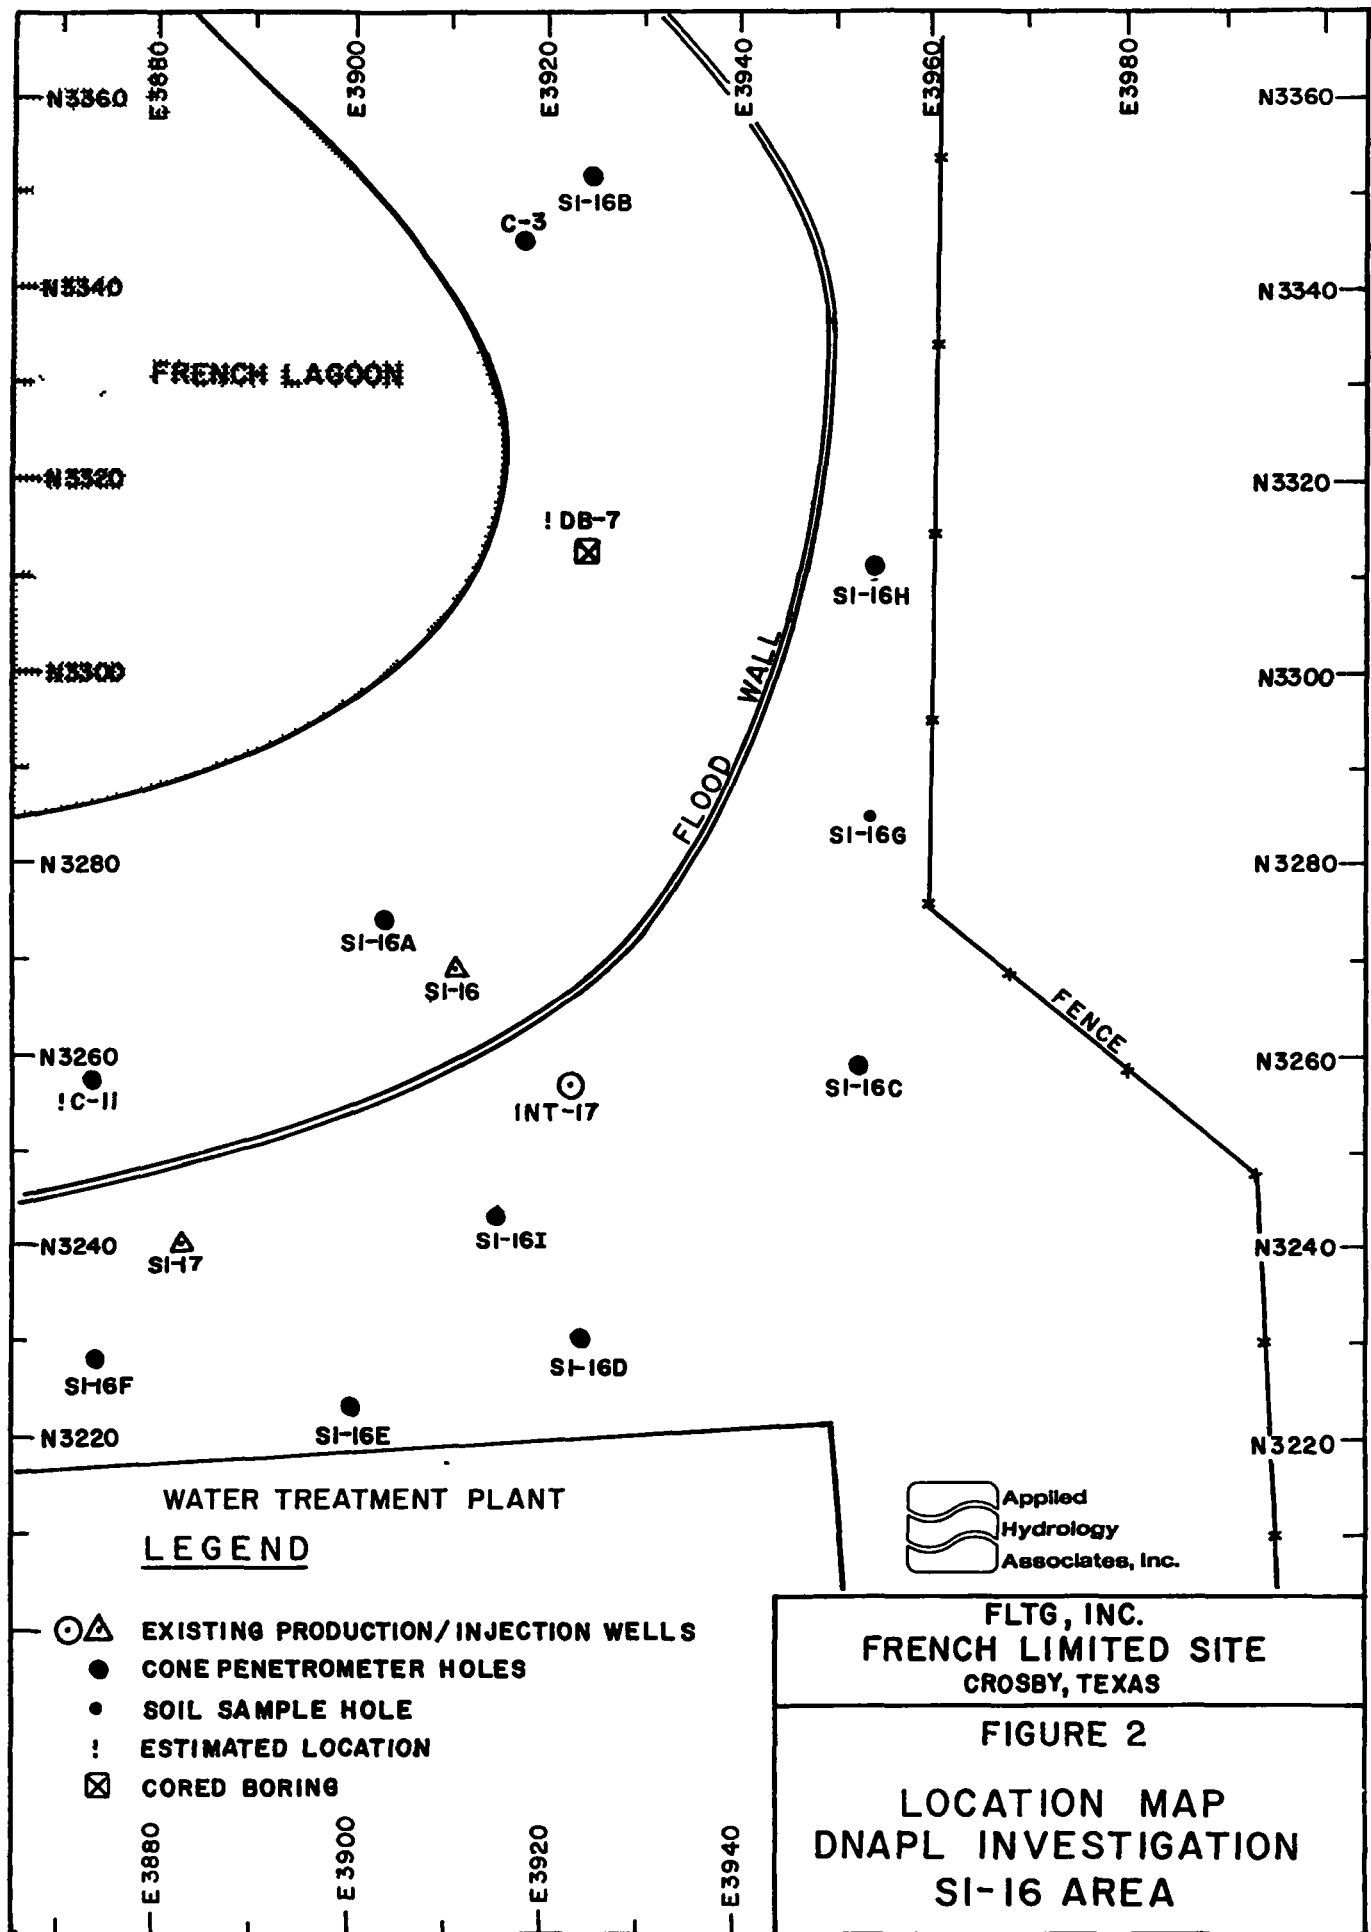 E3880
E3900
E3920
E3940
E3960
E3980
N3360
N3360
SI-16B
C-3
N3340
N3340
FRENCH LAGOON
N3320
N3320
! DB-7
SI-16H
N3300
N3300
FLOOD WALL
SI-16G
N3280
N3280
SI-16A
SI-16
FENCE
N3260
N3260
!C-11
INT-17
SI-16C
N3240
N3240
SI-17
SI-16I
SI-16D
SI-16F
SI-16E
N3220
N3220
WATER TREATMENT PLANT
Applied
Hydrology
Associates, Inc.
LEGEND
EXISTING PRODUCTION/INJECTION WELLS
CONE PENETROMETER HOLES
SOIL SAMPLE HOLE
! ESTIMATED LOCATION
CORED BORING
FLTG, INC.
FRENCH LIMITED SITE
CROSBY, TEXAS
FIGURE 2
LOCATION MAP
DNAPL INVESTIGATION
SI-16 AREA
E3880
E3900
E3920
E3940